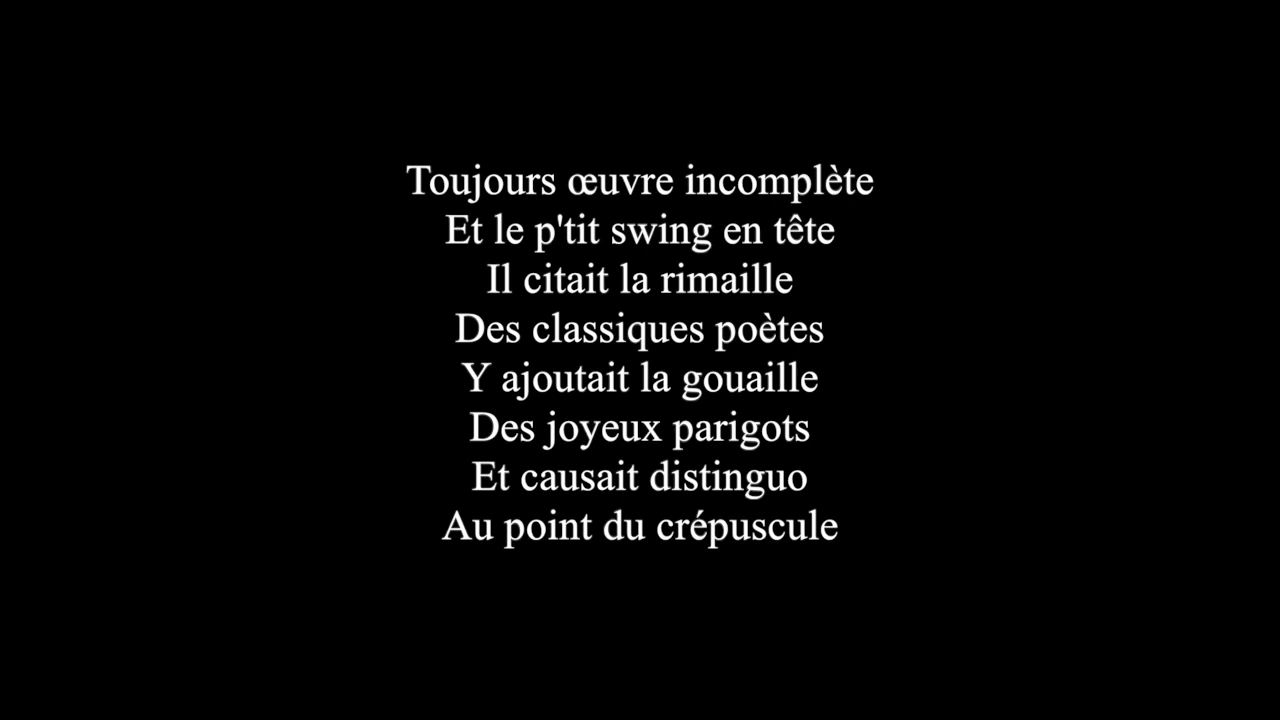 Toujours œuvre incomplète
Et le p'tit swing en tête
Il citait la rimaille
Des classiques poètes
Y ajoutait la gouaille
Des joyeux parigots
Et causait distinguo
Au point du crépuscule